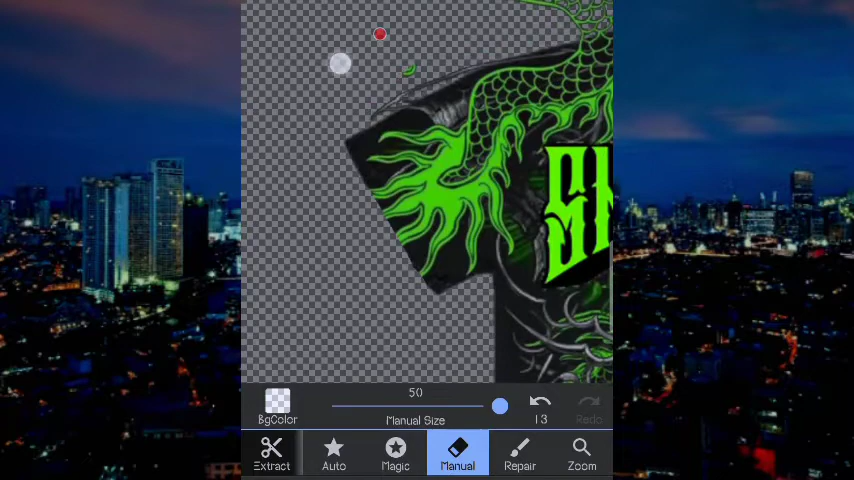 50
BgColor
Manual Size
13
Redo
Extract
Auto
Magic
Manual
Repair
Zoom